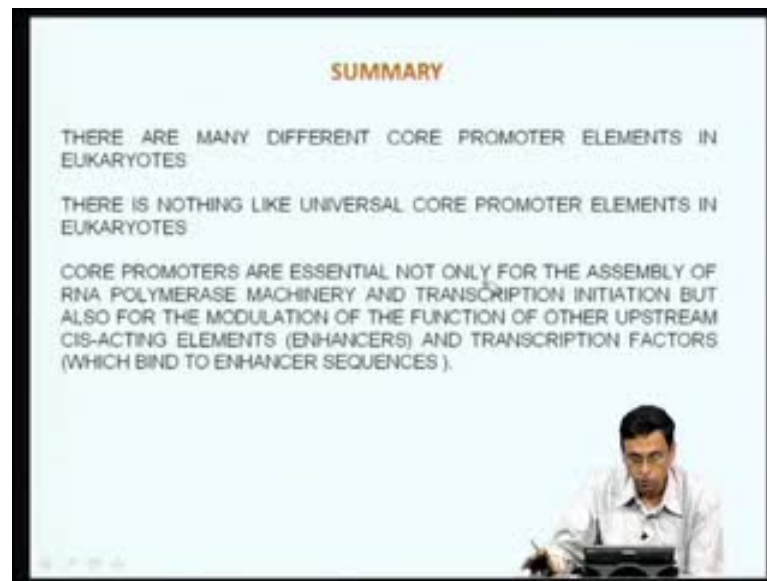 SUMMARY
THERE ARE MANY DIFFERENT CORE PROMOTER ELEMENTS IN
EUKARYOTES
THERE IS NOTHING LIKE UNIVERSAL CORE PROMOTER ELEMENTS IN
EUKARYOTES
CORE PROMOTERS ARE ESSENTIAL NOT ONLY FOR THE ASSEMBLY OF
RNA POLYMERASE MACHINERY AND TRANSCRIPTION INITIATION BUT
ALSO FOR THE MODULATION OF THE FUNCTION OF OTHER UPSTREAM
CIS-ACTING ELEMENTS (ENHANCERS) AND TRANSCRIPTION FACTORS
(WHICH BIND TO ENHANCER SEQUENCES ).